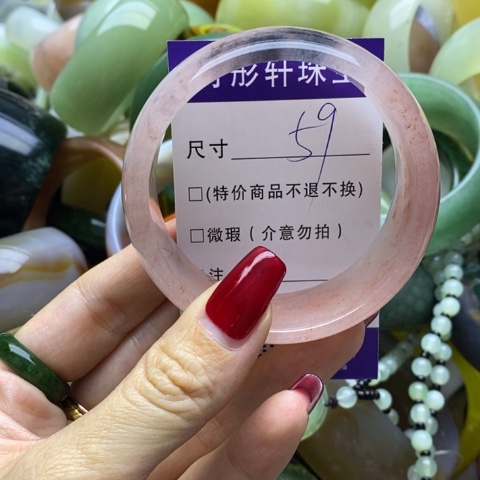 彤轩珠宝
尺寸 59
□(特价商品不退不换)
□微瑕(介意勿拍)
注